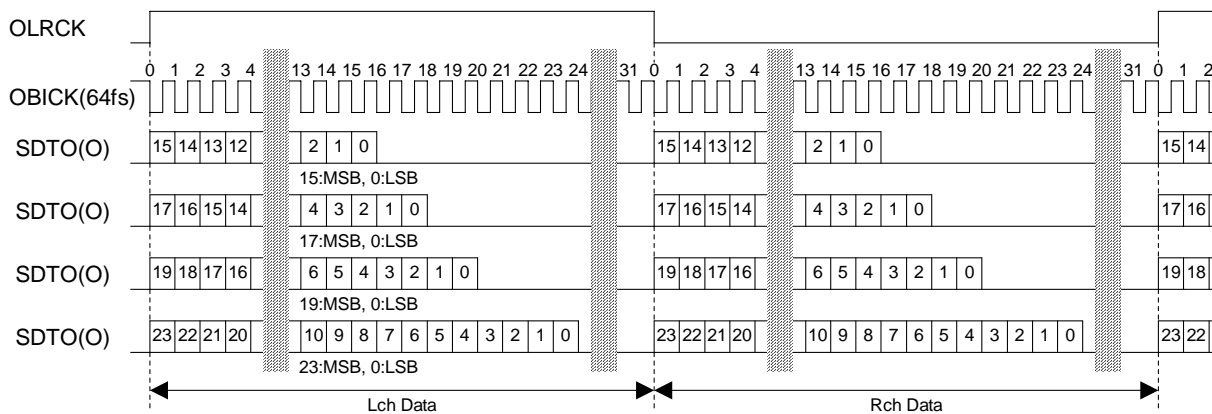 OLRCK
0 1 2 3 4 13 14 15 16 17 18 19 20 21 22 23 24 31 0 1 2 3 4 13 14 15 16 17 18 19 20 21 22 23 24 31 0 1 2
OBICK(64fs)
SDTO(O) 15 14 13 12 2 1 0 15 14 13 12 2 1 0 15 14
15:MSB, 0:LSB
SDTO(O) 17 16 15 14 4 3 2 1 0 17 16 15 14 4 3 2 1 0 17 16
17:MSB, 0:LSB
SDTO(O) 19 18 17 16 6 5 4 3 2 1 0 19 18 17 16 6 5 4 3 2 1 0 19 18
19:MSB, 0:LSB
SDTO(O) 23 22 21 20 10 9 8 7 6 5 4 3 2 1 0 23 22 21 20 10 9 8 7 6 5 4 3 2 1 0 23 22
23:MSB, 0:LSB
Lch Data Rch Data